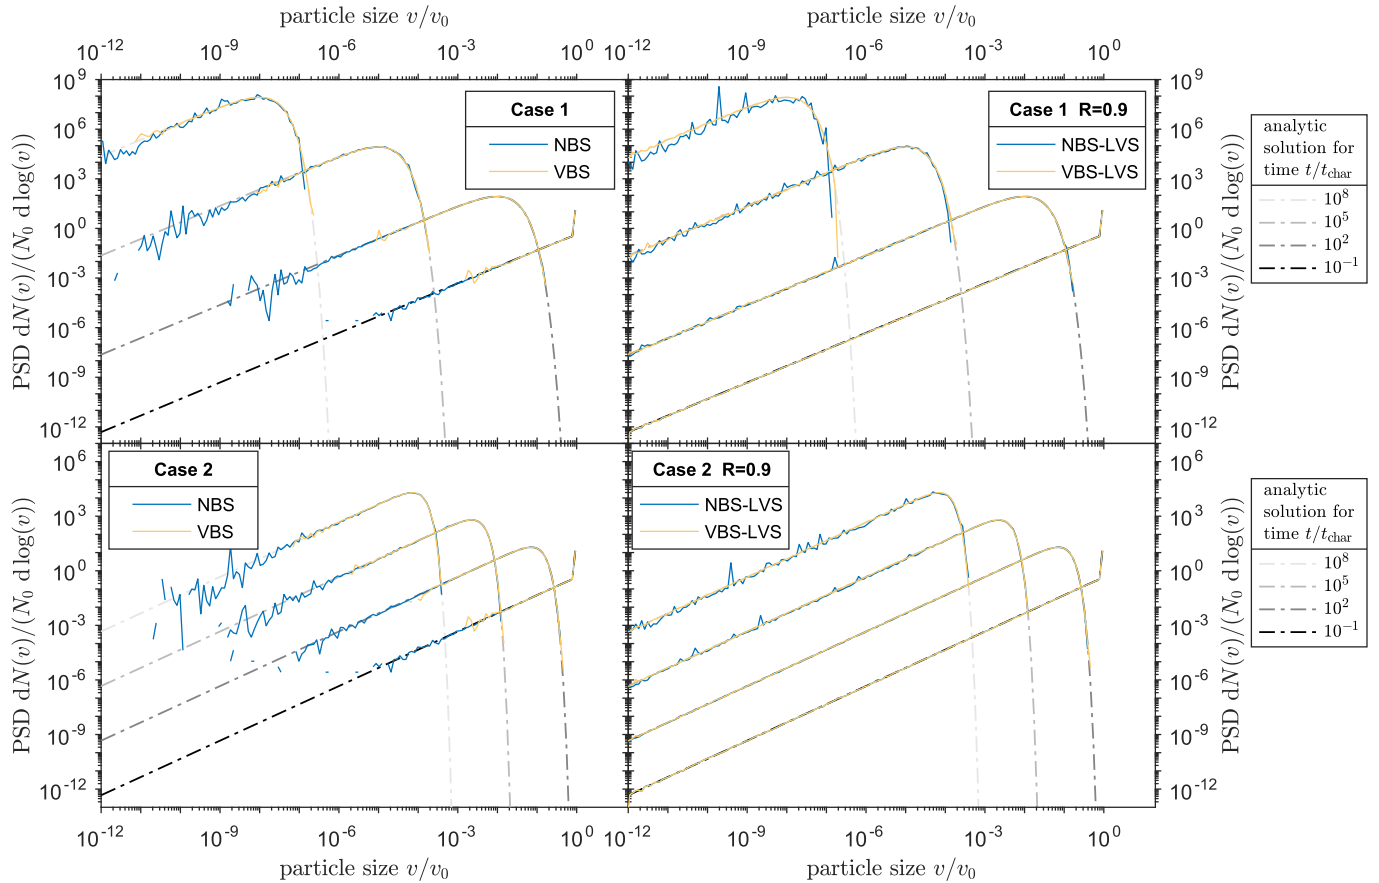 particle size v/v₀
10⁻¹² 10⁻⁹ 10⁻⁶ 10⁻³ 10⁰
particle size v/v₀
10⁻¹² 10⁻⁹ 10⁻⁶ 10⁻³ 10⁰
PSD dN(v)/(N₀ dlog(v))
10⁹
10⁶
10³
10⁰
10⁻³
10⁻⁶
10⁻⁹
10⁻¹²
Case 1
NBS
VBS
Case 1 R=0.9
NBS-LVS
VBS-LVS
10⁹
10⁶
10³
10⁰
10⁻³
10⁻⁶
10⁻⁹
10⁻¹²
PSD dN(v)/(N₀ dlog(v))
analytic
solution for
time t/t_char
10⁸
10⁵
10²
10⁻¹
PSD dN(v)/(N₀ dlog(v))
10⁶
10³
10⁰
10⁻³
10⁻⁶
10⁻⁹
10⁻¹²
Case 2
NBS
VBS
Case 2 R=0.9
NBS-LVS
VBS-LVS
10⁶
10³
10⁰
10⁻³
10⁻⁶
10⁻⁹
10⁻¹²
PSD dN(v)/(N₀ dlog(v))
analytic
solution for
time t/t_char
10⁸
10⁵
10²
10⁻¹
10⁻¹² 10⁻⁹ 10⁻⁶ 10⁻³ 10⁰
particle size v/v₀
10⁻¹² 10⁻⁹ 10⁻⁶ 10⁻³ 10⁰
particle size v/v₀